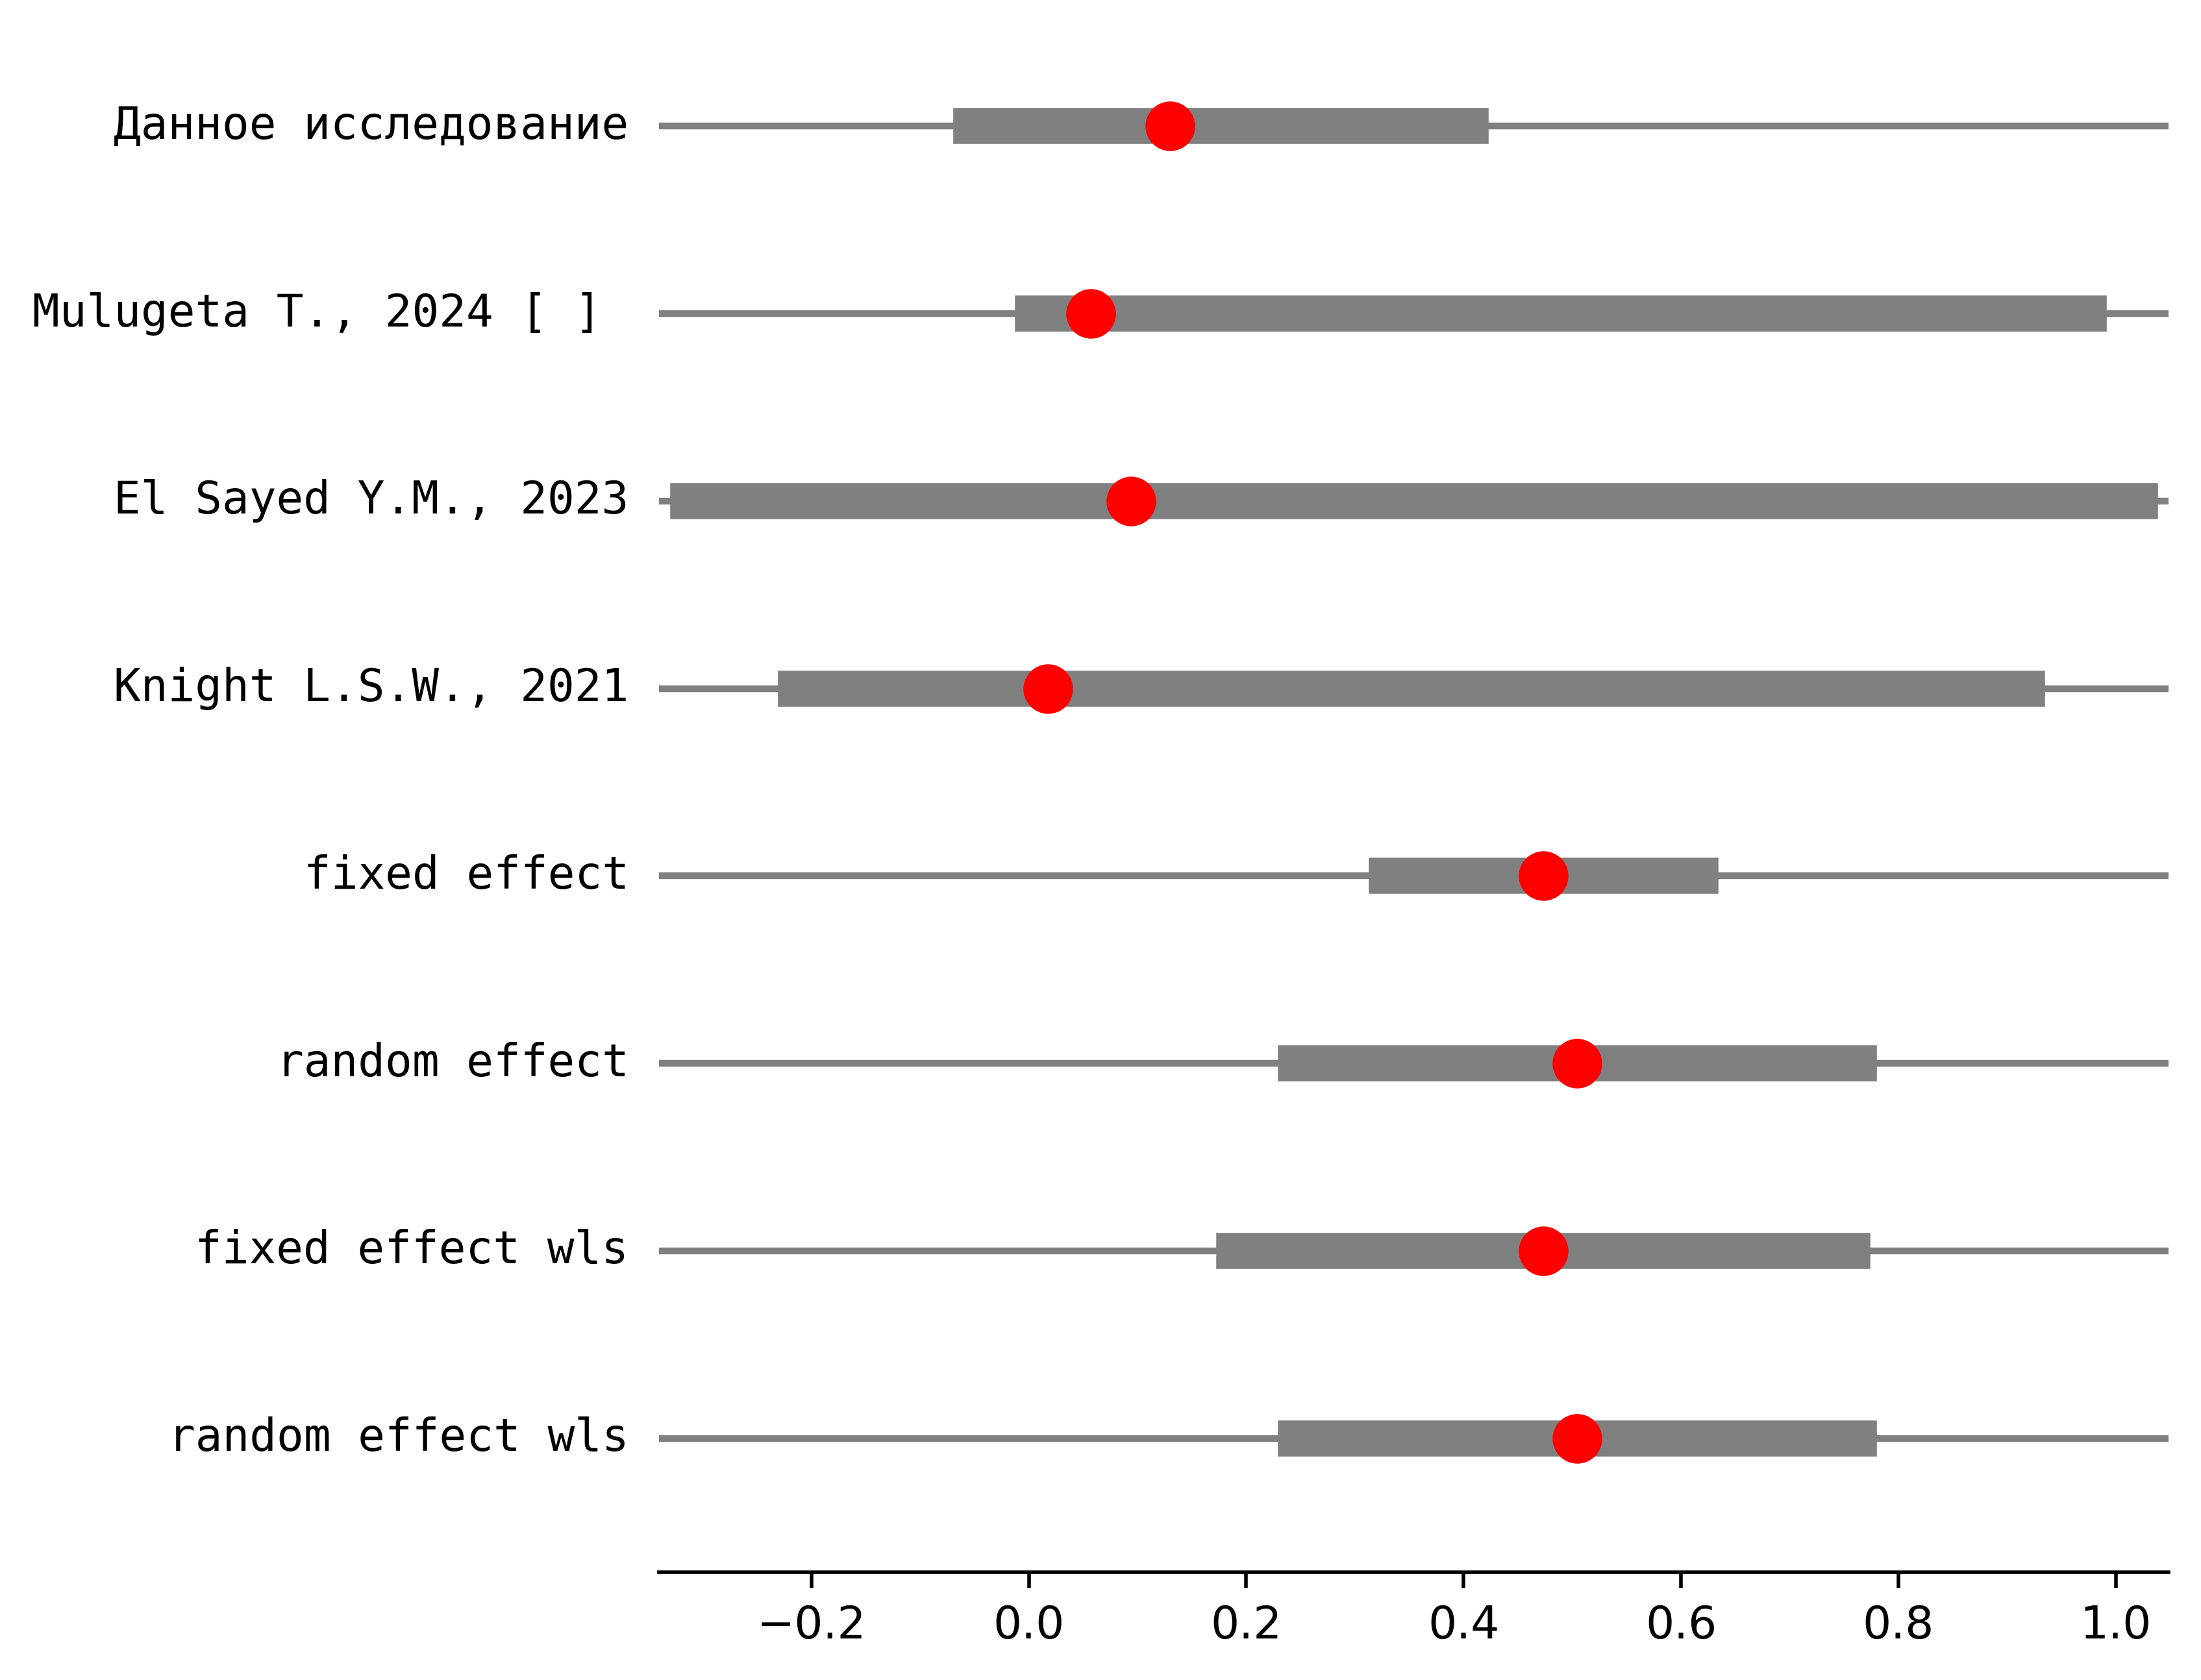 Данное исследование
Mulugeta T., 2024 [ ]
El Sayed Y.M., 2023
Knight L.S.W., 2021
fixed effect
random effect
fixed effect wls
random effect wls
−0.2 0.0 0.2 0.4 0.6 0.8 1.0